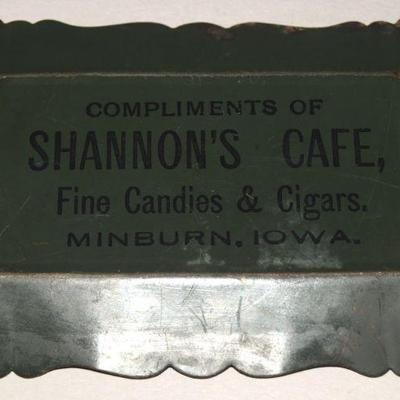 COMPLIMENTS OF
SHANNON'S CAFE,
Fine Candies & Cigars.
MINBURN, IOWA.